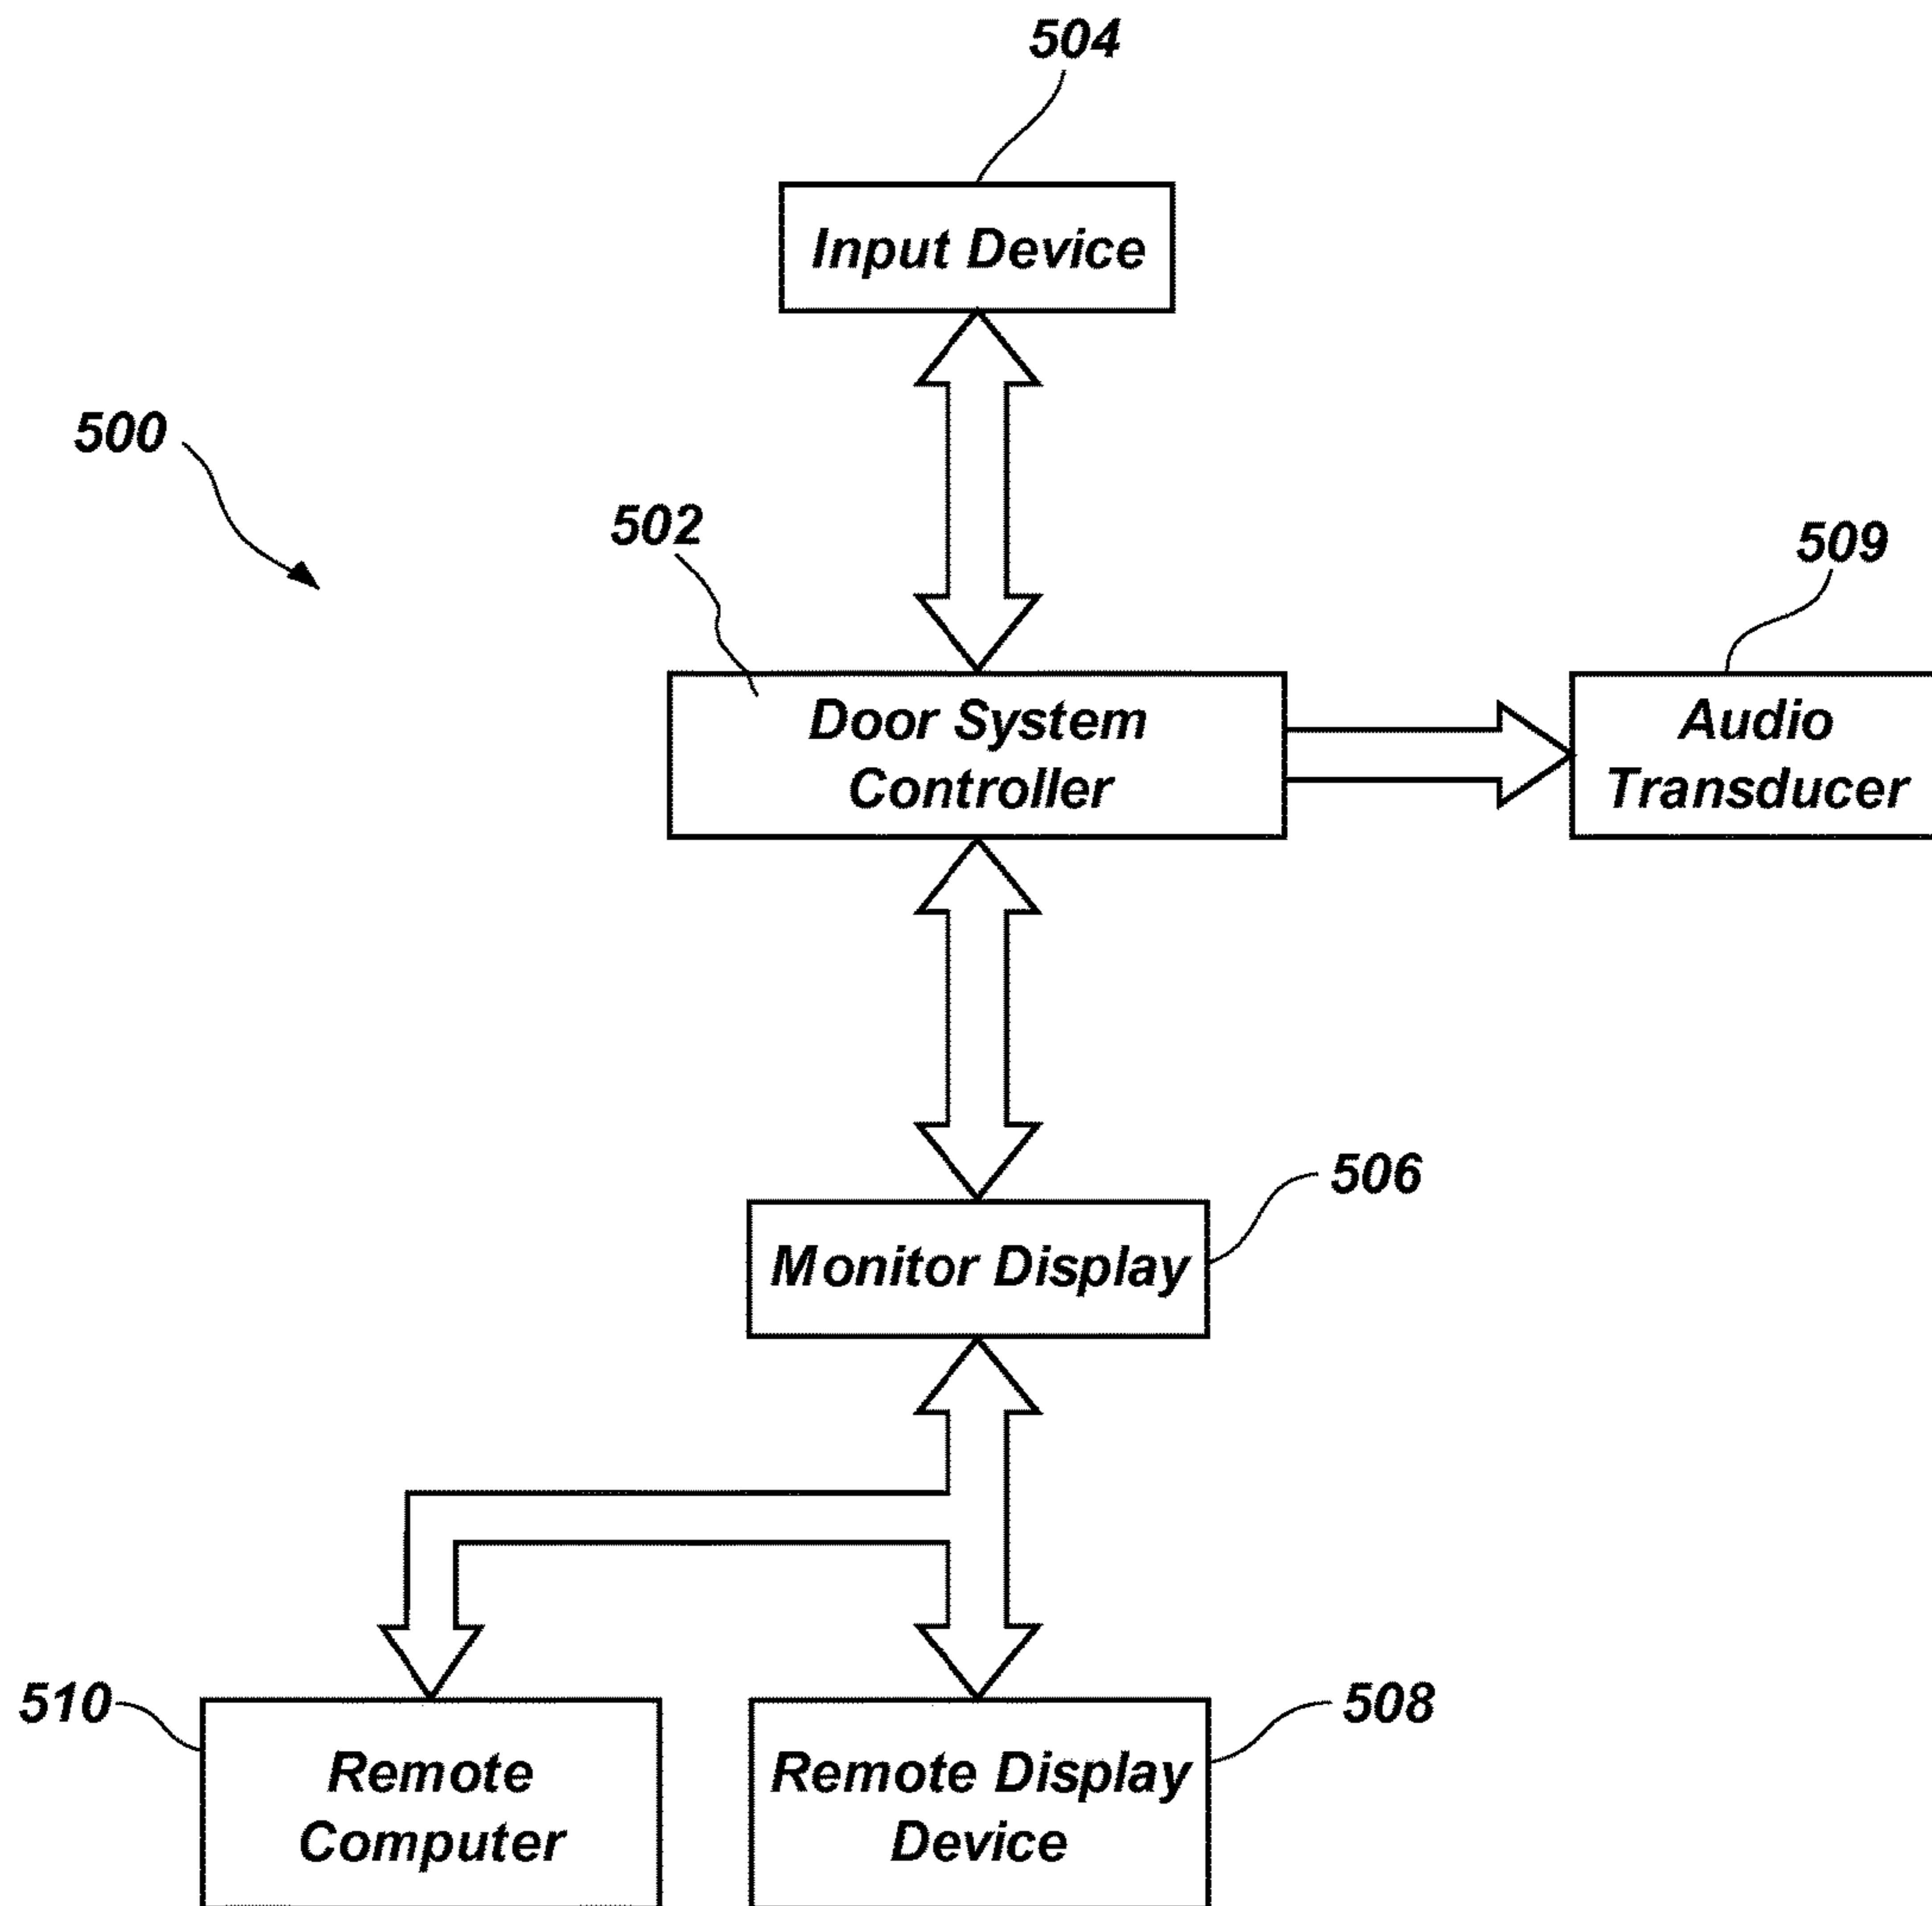 504
Input Device
500
502
509
Door System
Controller
Audio
Transducer
506
Monitor Display
510
508
Remote
Computer
Remote Display
Device